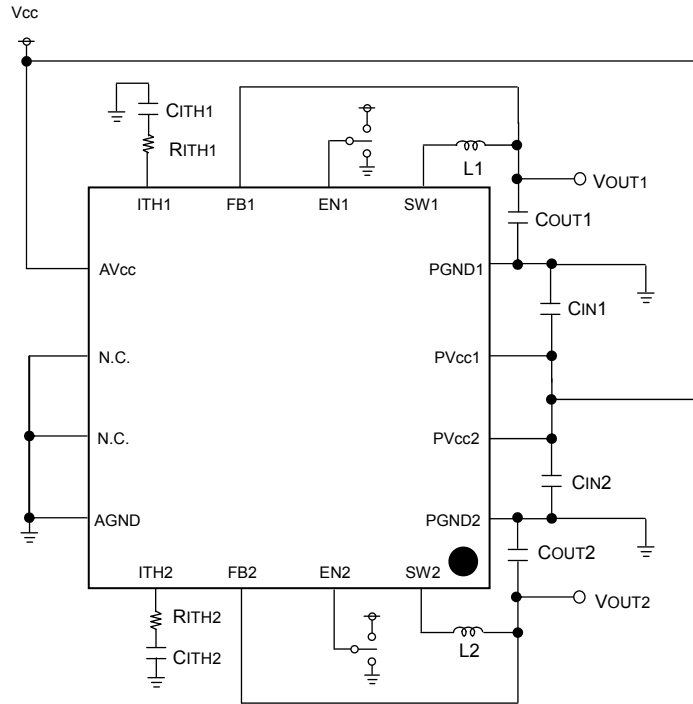 Vcc
CITH1
RITH1
L1
VOUT1
ITH1
FB1
EN1
SW1
COUT1
AVcc
PGND1
CIN1
N.C.
PVcc1
N.C.
PVcc2
CIN2
AGND
PGND2
COUT2
ITH2
FB2
EN2
SW2
VOUT2
RITH2
L2
CITH2